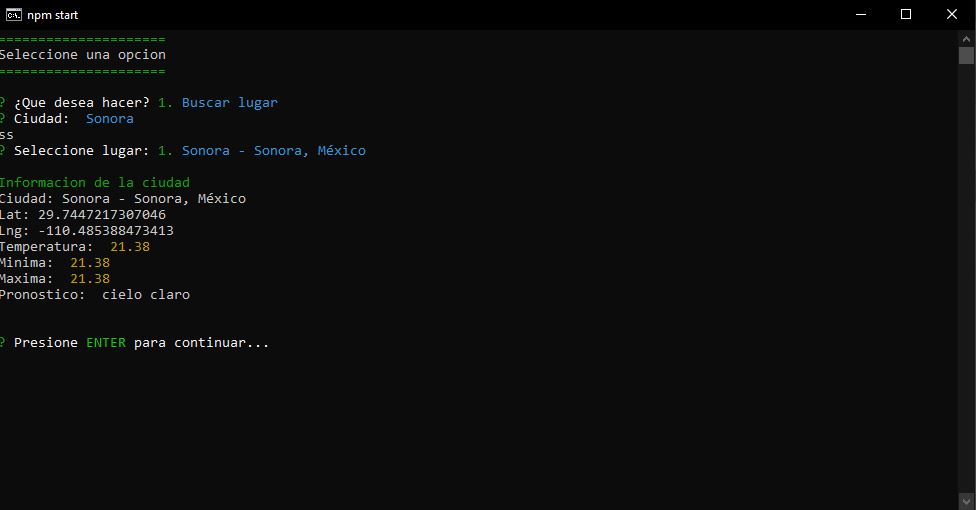 npm start
=====================
Seleccione una opcion
=====================
? ¿Que desea hacer? 1. Buscar lugar
? Ciudad:  Sonora
ss
? Seleccione lugar: 1. Sonora - Sonora, México
Informacion de la ciudad
Ciudad: Sonora - Sonora, México
Lat: 29.7447217307046
Lng: -110.485388473413
Temperatura:  21.38
Minima:  21.38
Maxima:  21.38
Pronostico:  cielo claro
? Presione ENTER para continuar...